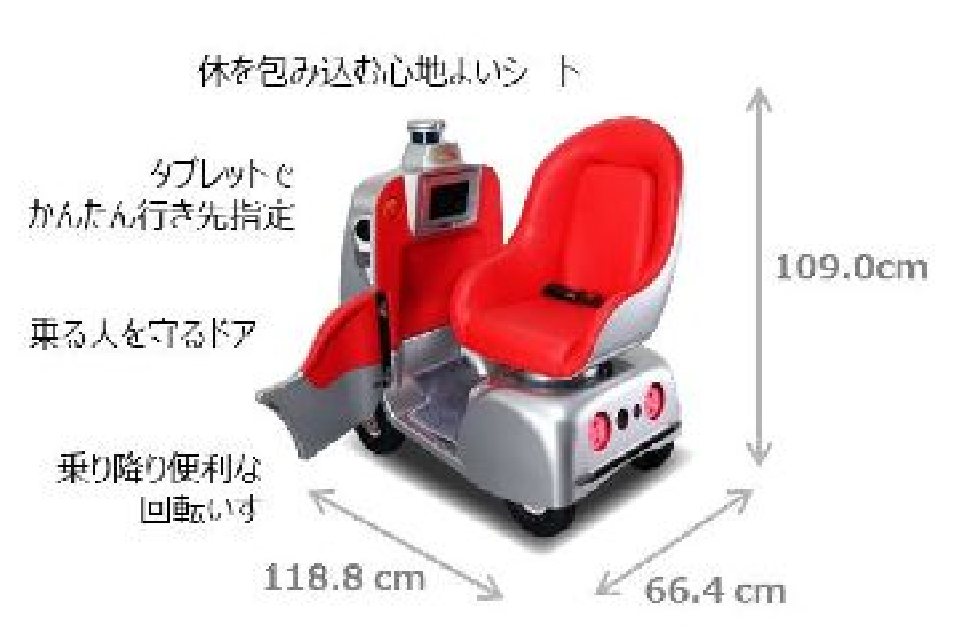 体を包み込む心地よいシート
タブレットで
かんたん行き先指定
109.0cm
乗る人を守るドア
乗り降り便利な
回転いす
118.8 cm
66.4 cm